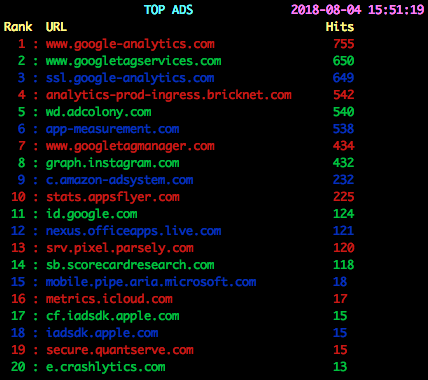 TOP ADS 2018-08-04 15:51:19
Rank URL Hits
1 : www.google-analytics.com 755
2 : www.googletagservices.com 650
3 : ssl.google-analytics.com 649
4 : analytics-prod-ingress.bricknet.com 542
5 : wd.adcolony.com 540
6 : app-measurement.com 538
7 : www.googletagmanager.com 434
8 : graph.instagram.com 432
9 : c.amazon-adsystem.com 232
10 : stats.appsflyer.com 225
11 : id.google.com 124
12 : nexus.officeapps.live.com 121
13 : srv.pixel.parsely.com 120
14 : sb.scorecardresearch.com 118
15 : mobile.pipe.aria.microsoft.com 18
16 : metrics.icloud.com 17
17 : cf.iadsdk.apple.com 15
18 : iadsdk.apple.com 15
19 : secure.quantserve.com 15
20 : e.crashlytics.com 13